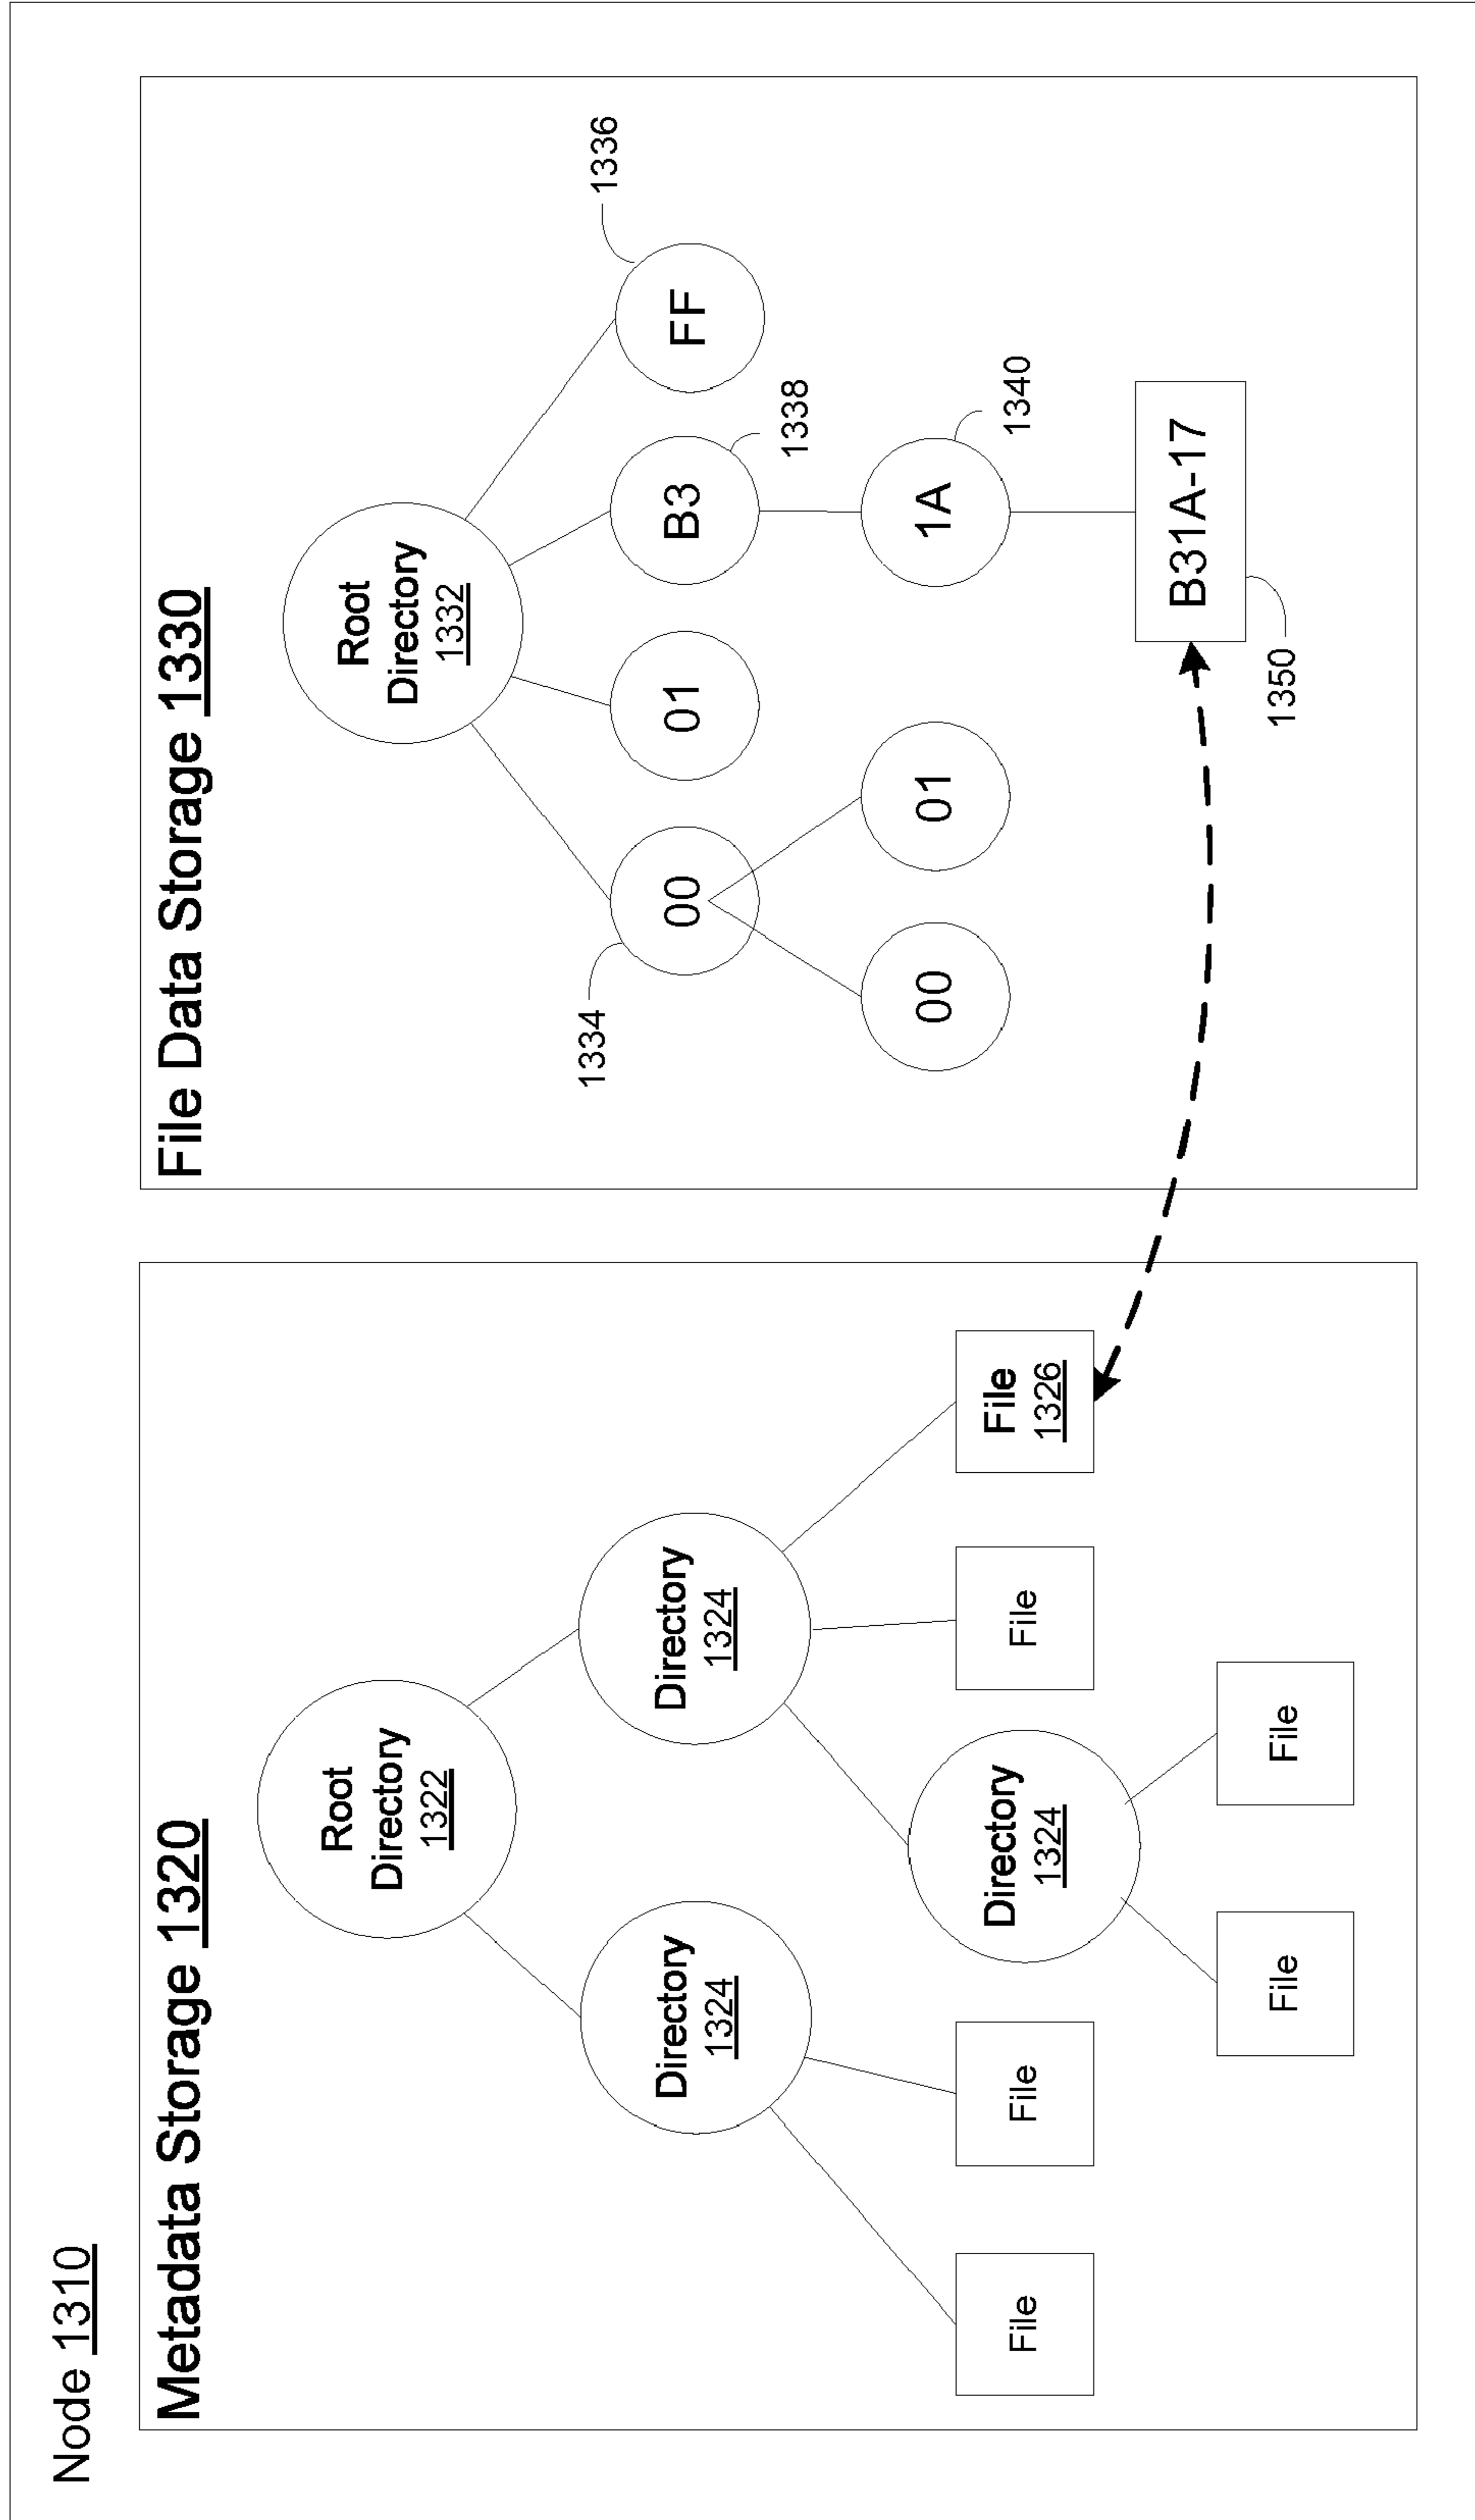 Node 1310
Metadata Storage 1320
Root
Directory
1322
Directory
1324
Directory
1324
File
File
Directory
1324
File
File
1326
File
File
File Data Storage 1330
Root
Directory
1332
1334
00
01
B3
1338
FF
1336
00
01
1A
1340
B31A-17
1350